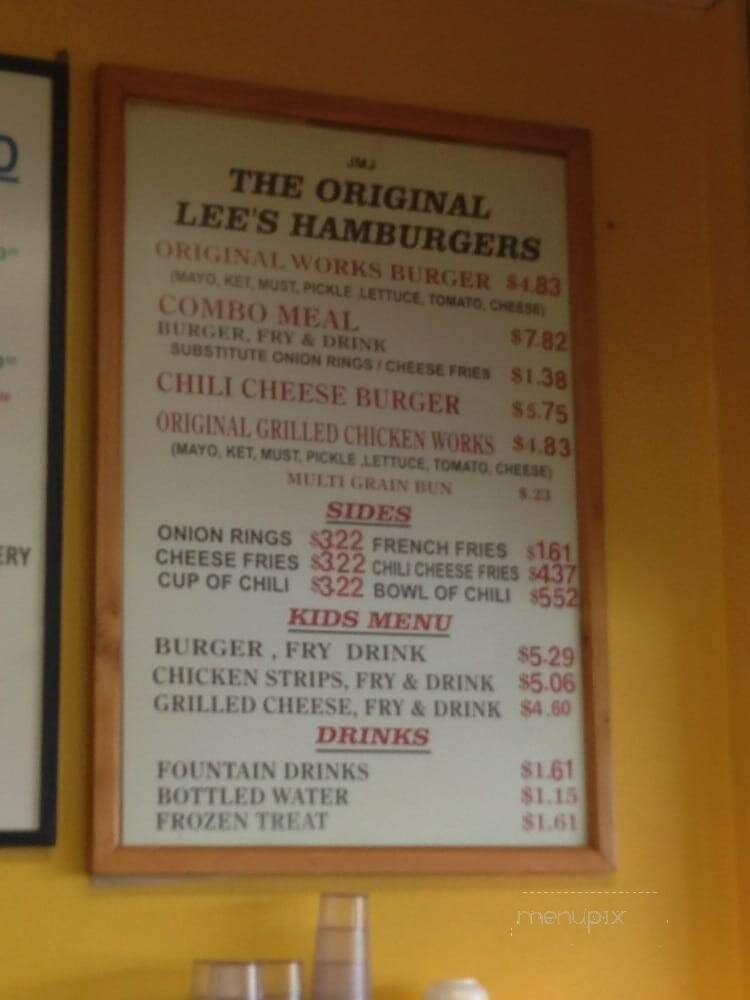 JMJ
THE ORIGINAL
LEE'S HAMBURGERS
ORIGINAL WORKS BURGER $4.83
(MAYO, KET, MUST, PICKLE ,LETTUCE, TOMATO, CHEESE)
COMBO MEAL
BURGER, FRY & DRINK $7.82
SUBSTITUTE ONION RINGS / CHEESE FRIES $1.38
CHILI CHEESE BURGER $5.75
ORIGINAL GRILLED CHICKEN WORKS $4.83
(MAYO, KET, MUST, PICKLE ,LETTUCE, TOMATO, CHEESE)
MULTI GRAIN BUN $.23
SIDES
ONION RINGS $322 FRENCH FRIES $161
CHEESE FRIES $322 CHILI CHEESE FRIES $437
CUP OF CHILI $322 BOWL OF CHILI $552
KIDS MENU
BURGER , FRY DRINK $5.29
CHICKEN STRIPS, FRY & DRINK $5.06
GRILLED CHEESE, FRY & DRINK $4.60
DRINKS
FOUNTAIN DRINKS $1.61
BOTTLED WATER $1.15
FROZEN TREAT $1.61
ERY
menupix